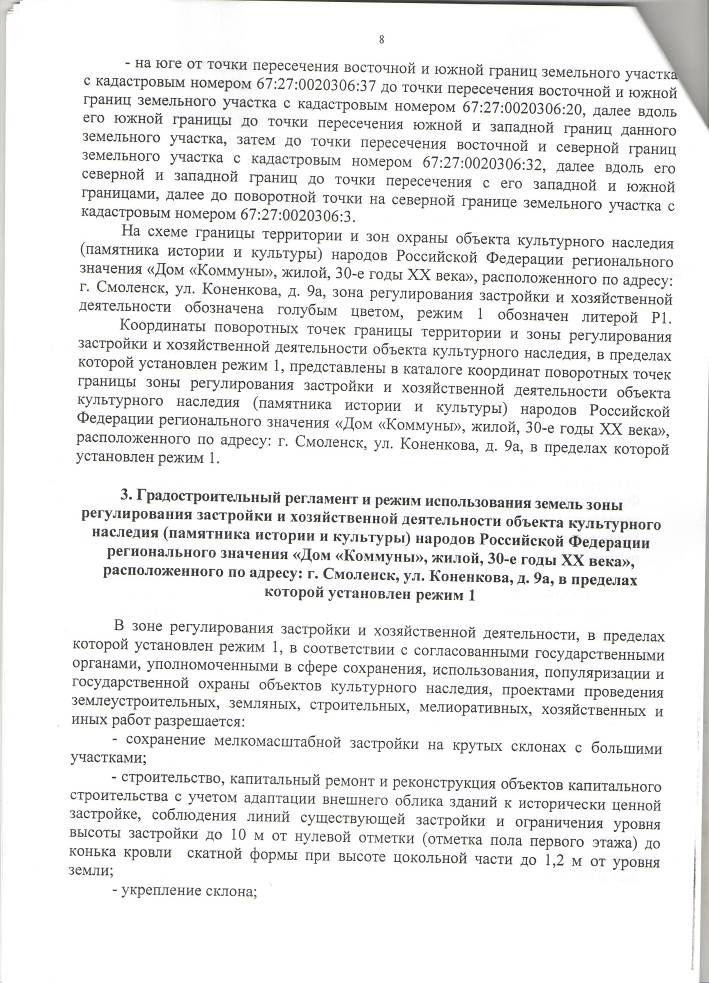 8
- на юге от точки пересечения восточной и южной границ земельного участка
с кадастровым номером 67:27:0020306:37 до точки пересечения восточной и южной
границ земельного участка с кадастровым номером 67:27:0020306:20, далее вдоль
его южной границы до точки пересечения южной и западной границ данного
земельного участка, затем до точки пересечения восточной и северной границ
земельного участка с кадастровым номером 67:27:0020306:32, далее вдоль его
северной и западной границ до точки пересечения с его западной и южной
границами, далее до поворотной точки на северной границе земельного участка с
кадастровым номером 67:27:0020306:3.
На схеме границы территории и зон охраны объекта культурного наследия
(памятника истории и культуры) народов Российской Федерации регионального
значения «Дом «Коммуны», жилой, 30-е годы XX века», расположенного по адресу:
г. Смоленск, ул. Коненкова, д. 9а, зона регулирования застройки и хозяйственной
деятельности обозначена голубым цветом, режим 1 обозначен литерой Р1.
Координаты поворотных точек границы территории и зоны регулирования
застройки и хозяйственной деятельности объекта культурного наследия, в пределах
которой установлен режим 1, представлены в каталоге координат поворотных точек
границы зоны регулирования застройки и хозяйственной деятельности объекта
культурного наследия (памятника истории и культуры) народов Российской
Федерации регионального значения «Дом «Коммуны», жилой, 30-е годы XX века»,
расположенного по адресу: г. Смоленск, ул. Коненкова, д. 9а, в пределах которой
установлен режим 1.
3. Градостроительный регламент и режим использования земель зоны
регулирования застройки и хозяйственной деятельности объекта культурного
наследия (памятника истории и культуры) народов Российской Федерации
регионального значения «Дом «Коммуны», жилой, 30-е годы XX века»,
расположенного по адресу: г. Смоленск, ул. Коненкова, д. 9а, в пределах
которой установлен режим 1
В зоне регулирования застройки и хозяйственной деятельности, в пределах
которой установлен режим 1, в соответствии с согласованными государственными
органами, уполномоченными в сфере сохранения, использования, популяризации и
государственной охраны объектов культурного наследия, проектами проведения
землеустроительных, земляных, строительных, мелиоративных, хозяйственных и
иных работ разрешается:
- сохранение мелкомасштабной застройки на крутых склонах с большими
участками;
- строительство, капитальный ремонт и реконструкция объектов капитального
строительства с учетом адаптации внешнего облика зданий к исторически ценной
застройке, соблюдения линий существующей застройки и ограничения уровня
высоты застройки до 10 м от нулевой отметки (отметка пола первого этажа) до
конька кровли скатной формы при высоте цокольной части до 1,2 м от уровня
земли;
- укрепление склона;